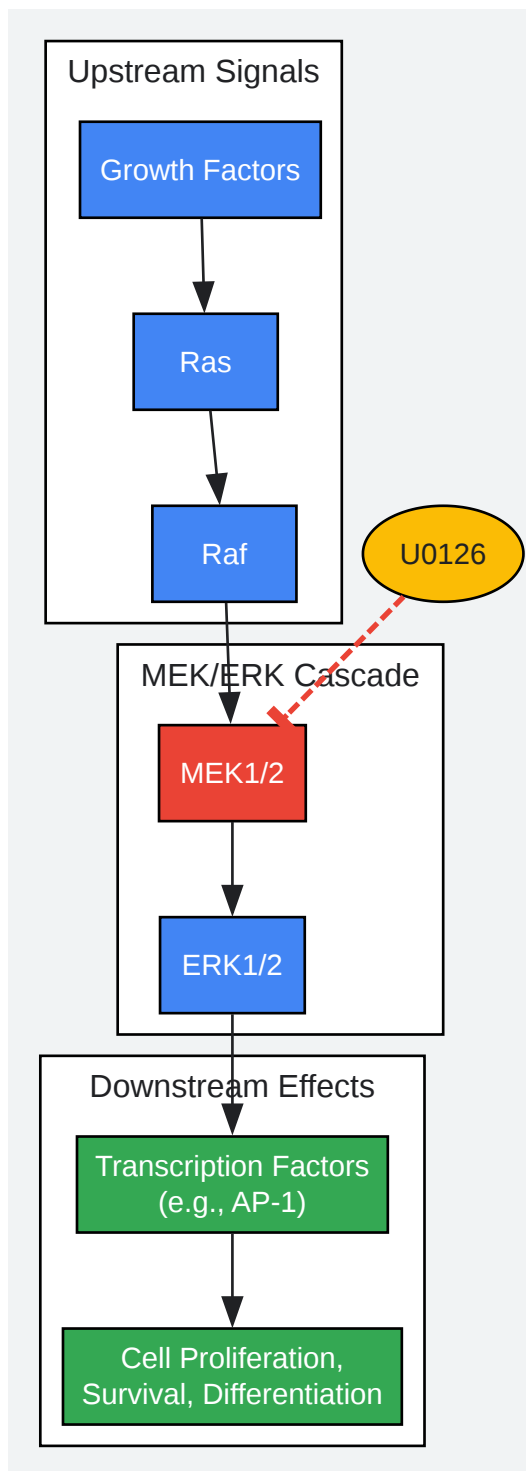 Upstream Signals
Growth Factors
Ras
Raf
U0126
MEK/ERK Cascade
MEK1/2
ERK1/2
Downstream Effects
Transcription Factors
(e.g., AP-1)
Cell Proliferation,
Survival, Differentiation